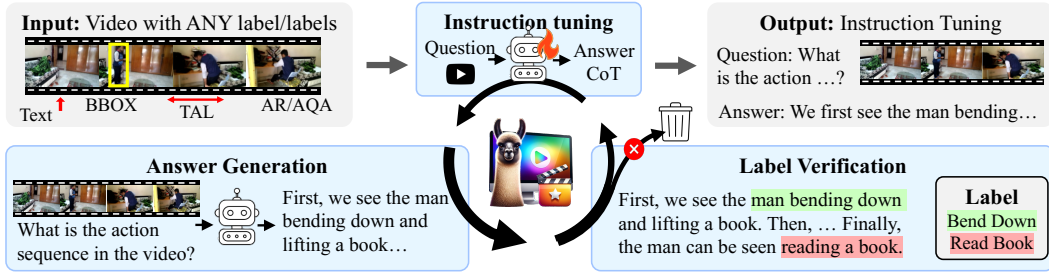 Input: Video with ANY label/labels
BBOX
Text
TAL
AR/AQA
Instruction tuning
Question
Answer
CoT
Output: Instruction Tuning
Question: What
is the action …?
Answer: We first see the man bending…
Answer Generation
What is the action
sequence in the video?
First, we see the man
bending down and
lifting a book…
Label Verification
First, we see the man bending down
and lifting a book. Then, … Finally,
the man can be seen reading a book.
Label
Bend Down
Read Book